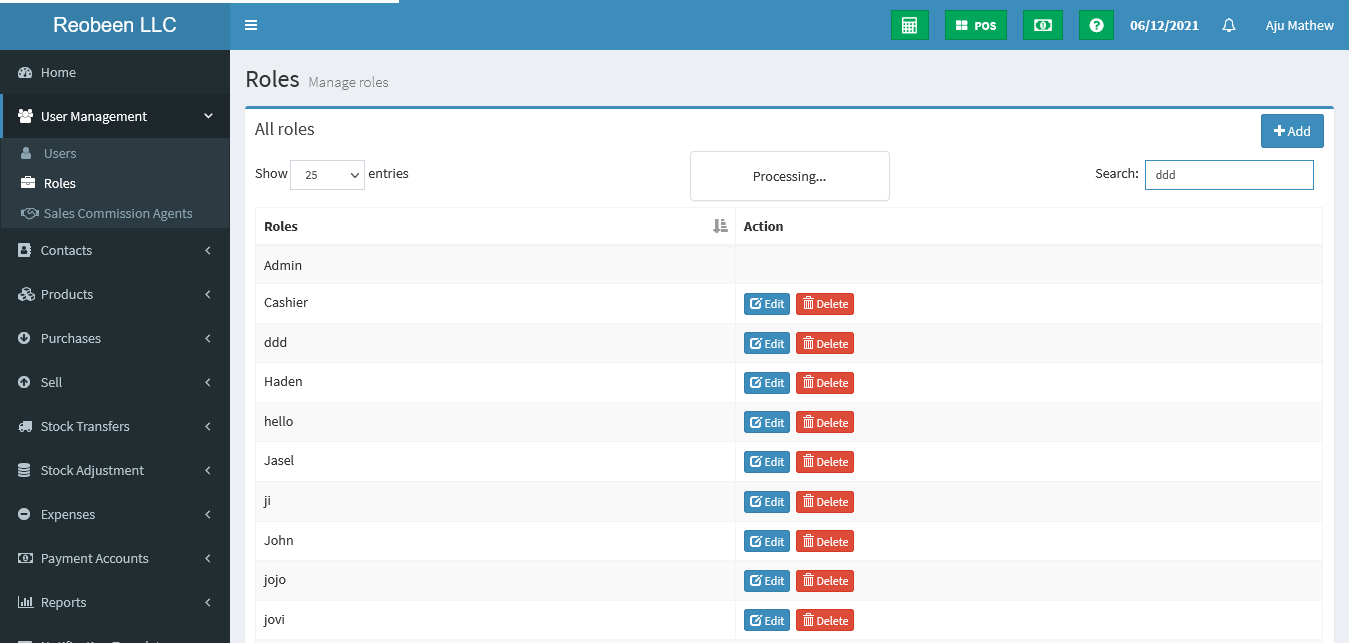 Reobeen LLC
POS
06/12/2021
Aju Mathew
Home
User Management
Users
Roles
Sales Commission Agents
Contacts
Products
Purchases
Sell
Stock Transfers
Stock Adjustment
Expenses
Payment Accounts
Reports
Roles Manage roles
All roles
Add
Show 25 entries
Processing...
Search: ddd
Roles Action
Admin
Cashier Edit Delete
ddd Edit Delete
Haden Edit Delete
hello Edit Delete
Jasel Edit Delete
ji Edit Delete
John Edit Delete
jojo Edit Delete
jovi Edit Delete